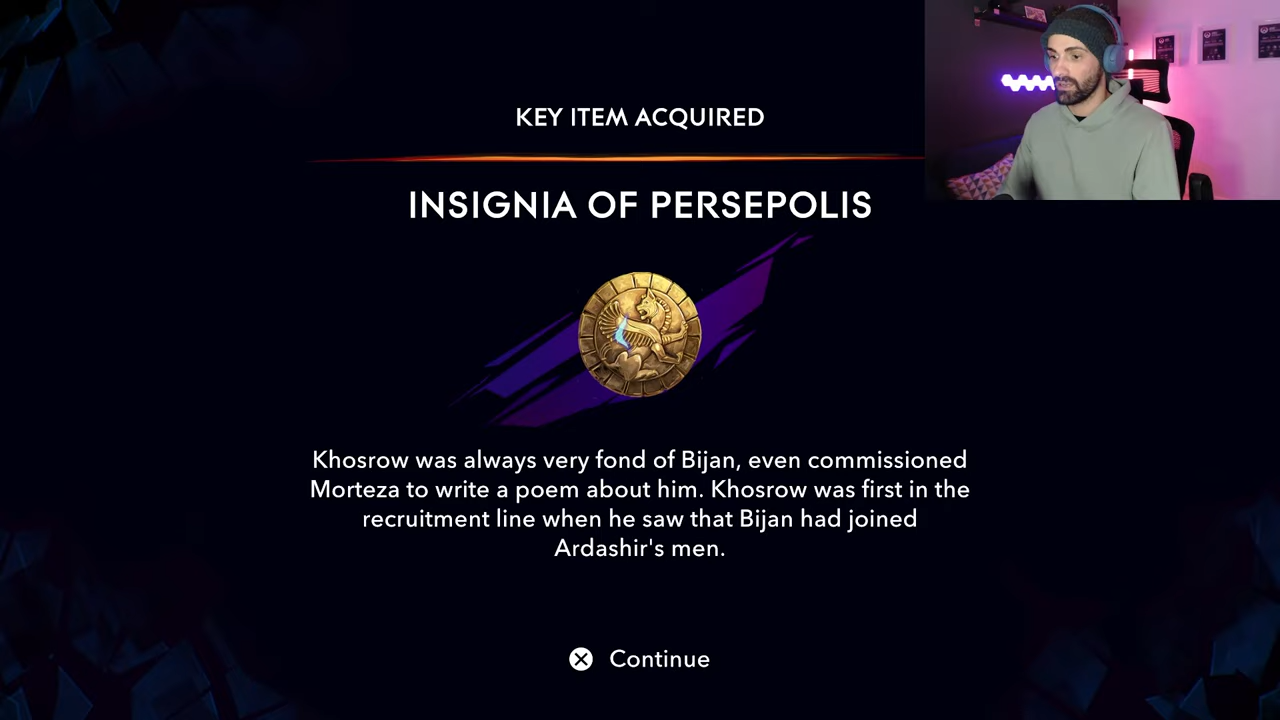 KEY ITEM ACQUIRED
INSIGNIA OF PERSEPOLIS
Khosrow was always very fond of Bijan, even commissioned
Morteza to write a poem about him. Khosrow was first in the
recruitment line when he saw that Bijan had joined
Ardashir's men.
Continue